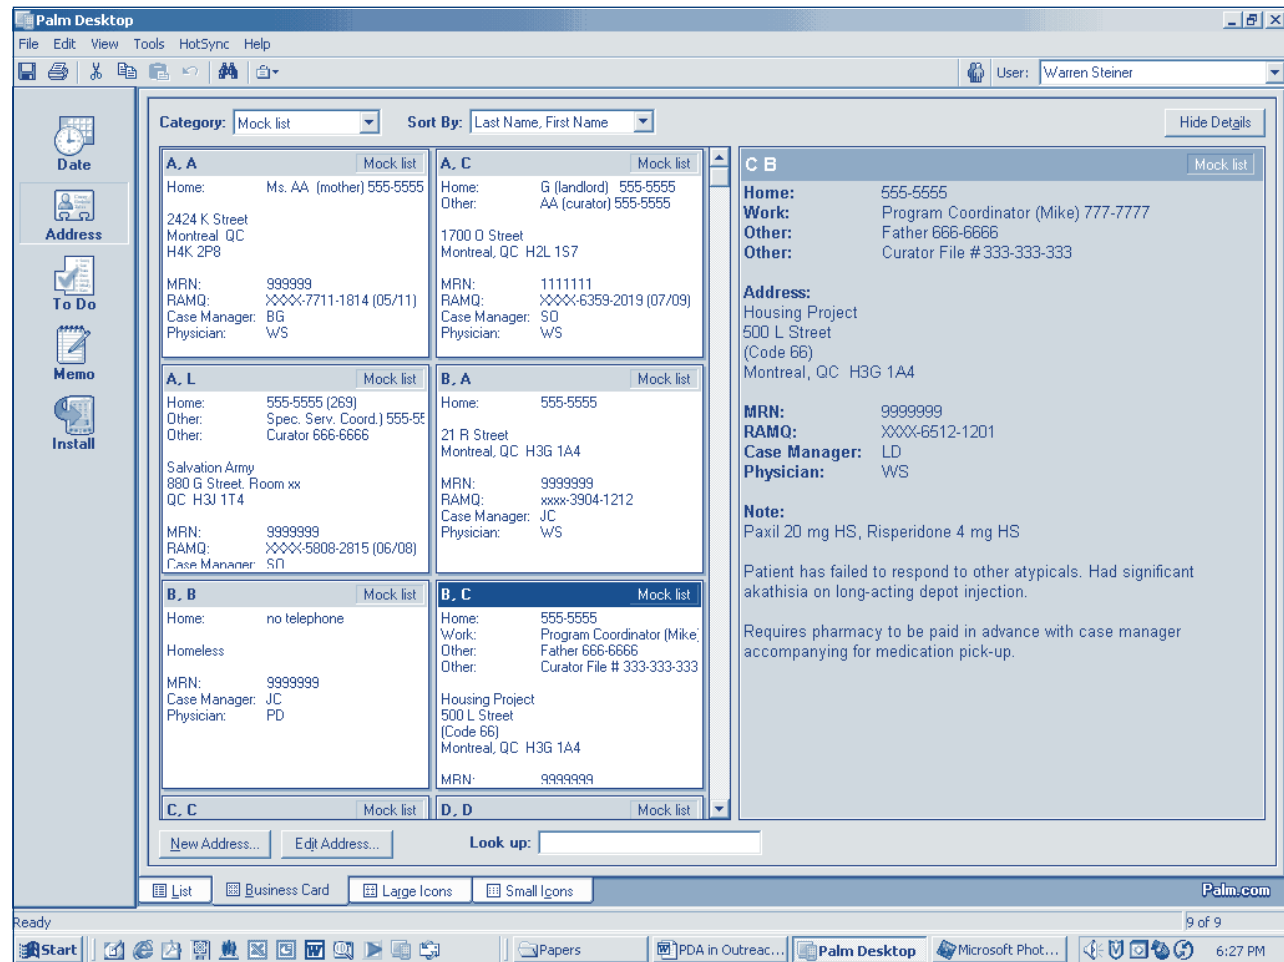 Palm Desktop
File Edit View Tools HotSync Help
User: Warren Steiner
Date
Address
To Do
Memo
Install
Category: Mock list Sort By: Last Name, First Name Hide Details
A, A Mock list
Home: Ms. AA (mother) 555-5555
2424 K Street
Montreal QC
H4K 2P8
MRN: 999999
RAMQ: XXXX-7711-1814 (05/11)
Case Manager: BG
Physician: WS
A, C Mock list
Home: G (landlord) 555-5555
Other: AA (curator) 555-5555
1700 O Street
Montreal, QC H2L 1S7
MRN: 1111111
RAMQ: XXXX-6359-2019 (07/09)
Case Manager: SO
Physician: WS
A, L Mock list
Home: 555-5555 (269)
Other: Spec. Serv. Coord.) 555-55
Other: Curator 666-6666
Salvation Army
880 G Street. Room xx
QC H3J 1T4
MRN: 9999999
RAMQ: XXXX-5808-2815 (06/08)
Case Manager: SO
B, A Mock list
Home: 555-5555
21 R Street
Montreal, QC H3G 1A4
MRN: 9999999
RAMQ: xxxx-3904-1212
Case Manager: JC
Physician: WS
B, B Mock list
Home: no telephone
Homeless
MRN: 9999999
Case Manager: JC
Physician: PD
B, C Mock list
Home: 555-5555
Work: Program Coordinator (Mike)
Other: Father 666-6666
Other: Curator File # 333-333-333
Housing Project
500 L Street
(Code 66)
Montreal, QC H3G 1A4
MRN: 9999999
C, C Mock list
D, D Mock list
C B Mock list
Home: 555-5555
Work: Program Coordinator (Mike) 777-7777
Other: Father 666-6666
Other: Curator File # 333-333-333
Address:
Housing Project
500 L Street
(Code 66)
Montreal, QC H3G 1A4
MRN: 9999999
RAMQ: XXXX-6512-1201
Case Manager: LD
Physician: WS
Note:
Paxil 20 mg HS, Risperidone 4 mg HS
Patient has failed to respond to other atypicals. Had significant
akathisia on long-acting depot injection.
Requires pharmacy to be paid in advance with case manager
accompanying for medication pick-up.
New Address... Edit Address... Look up:
List Business Card Large Icons Small Icons Palm.com
Ready 9 of 9
Start Papers PDA in Outreac... Palm Desktop Microsoft Phot... 6:27 PM